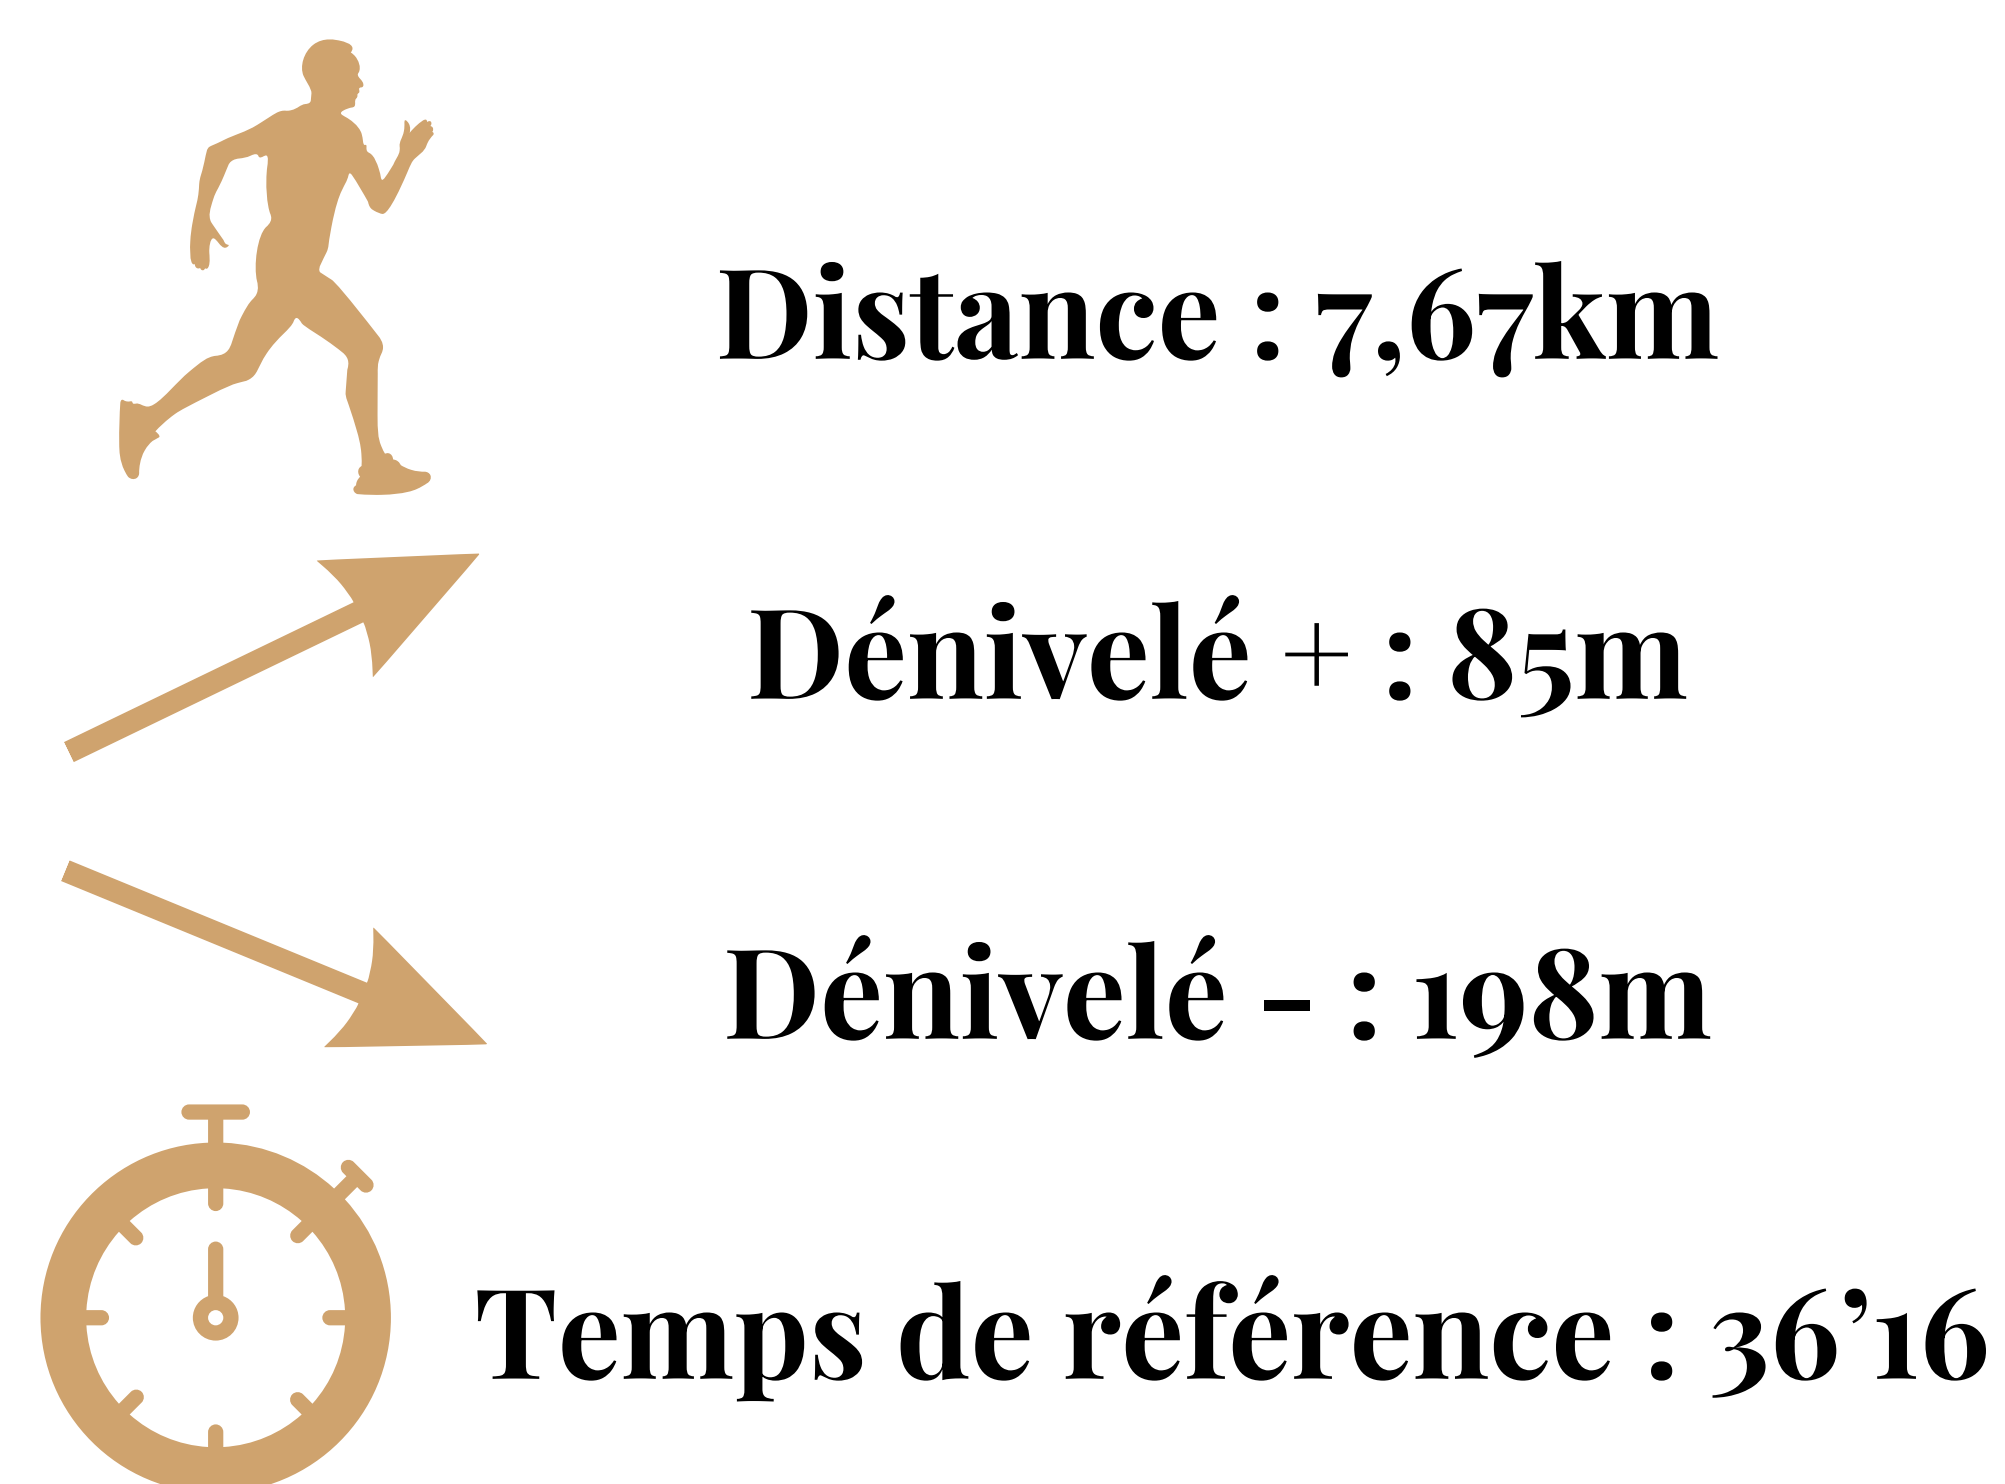 Distance : 7,67km
Dénivelé + : 85m
Dénivelé - : 198m
Temps de référence : 36’16